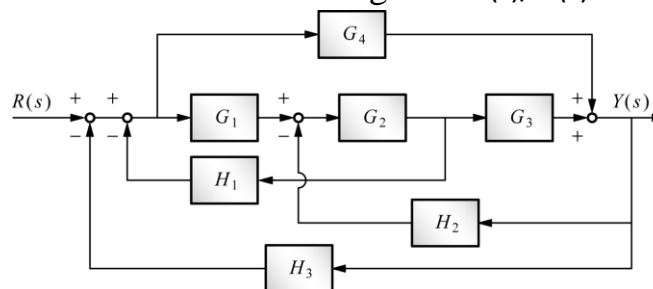 G₄
R(s) + + G₁ + G₂ G₃ + Y(s)
− − − +
H₁
H₂
H₃